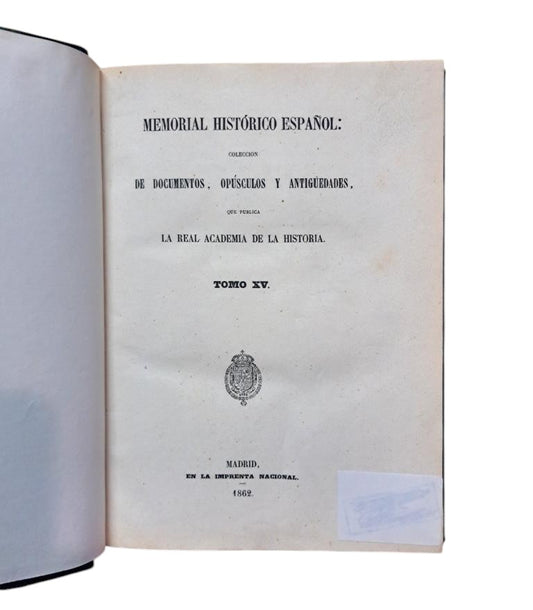 MEMORIAL HISTÓRICO ESPAÑOL:
COLECCION
DE DOCUMENTOS, OPÚSCULOS Y ANTIGÜEDADES,
QUE PUBLICA
LA REAL ACADEMIA DE LA HISTORIA.
TOMO XV.
MADRID,
EN LA IMPRENTA NACIONAL.
1862.